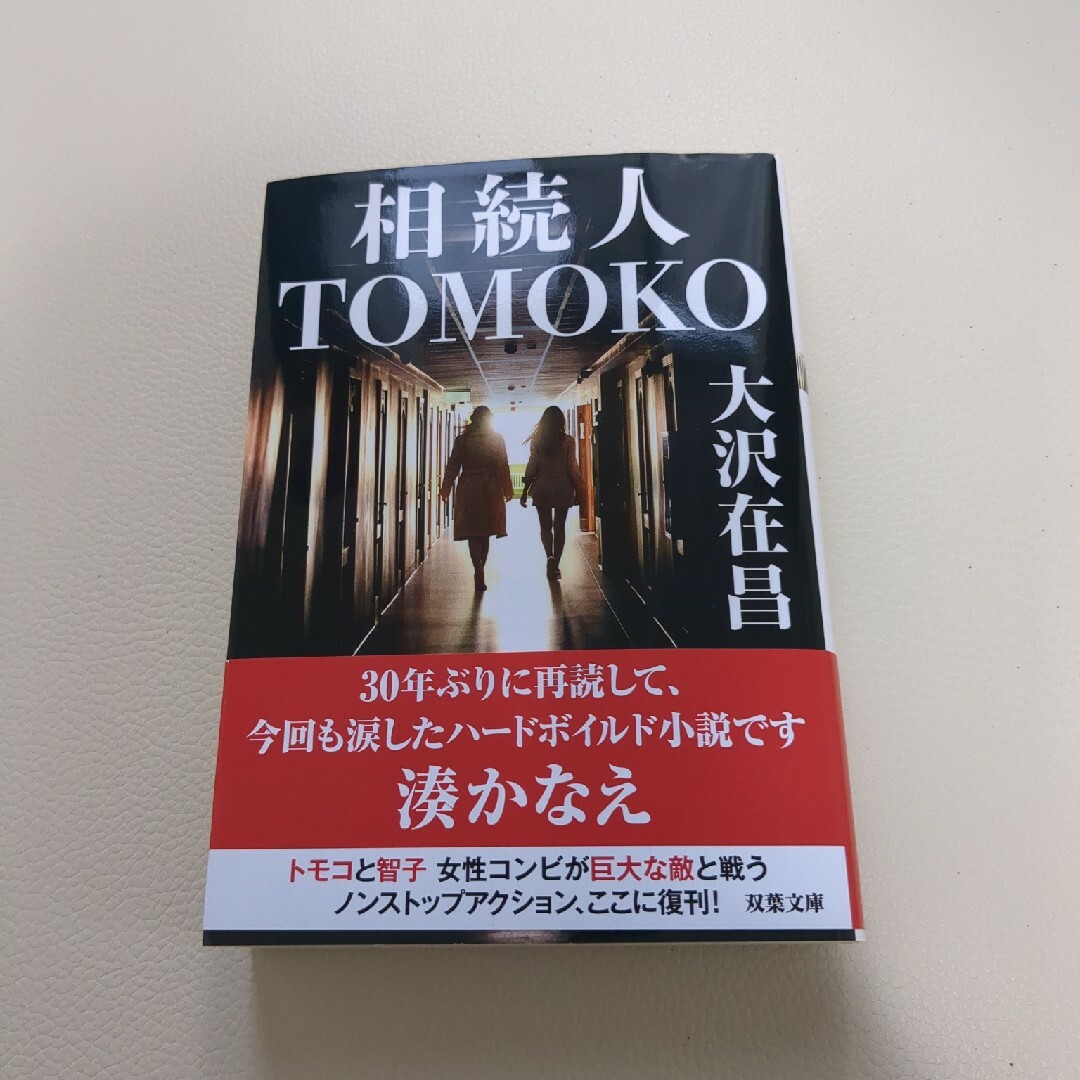 相続人
TOMOKO
大沢在昌
30年ぶりに再読して、
今回も涙したハードボイルド小説です
湊かなえ
トモコと智子 女性コンビが巨大な敵と戦う
ノンストップアクション、ここに復刊！ 双葉文庫